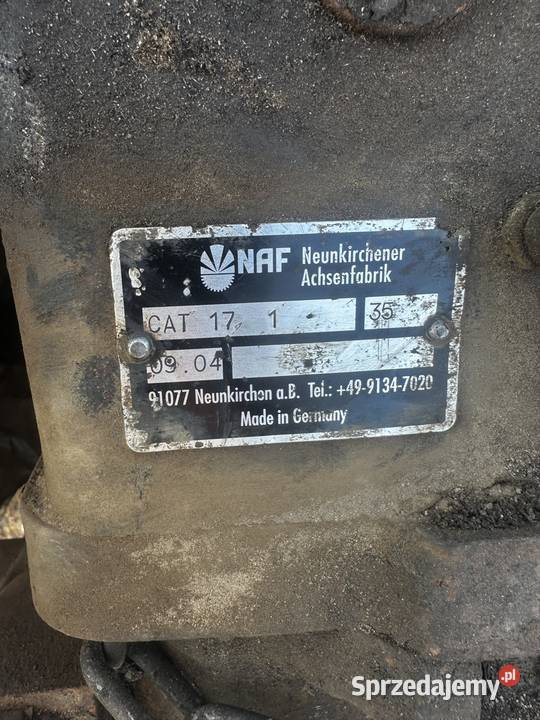 NAF Neunkirchener
Achsenfabrik
CAT 17 1 35
09.04
91077 Neunkirchen a.B. Tel.: +49-9134-7020
Made in Germany
Sprzedajemy.pl